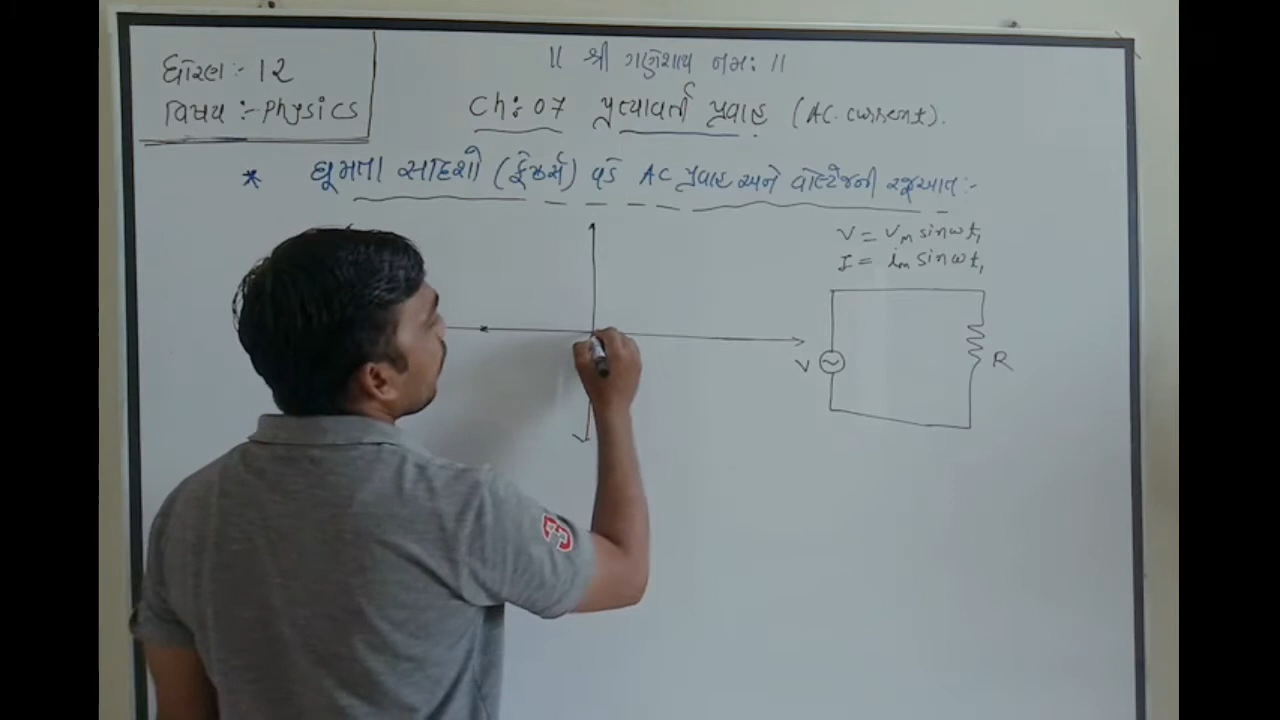 ॥ શ્રી ગણેશાય નમઃ ॥
ધોરણ :- 12
વિષય :- Physics
Ch: 07 પ્રત્યાવર્તી પ્રવાહ (AC. current).
* ઘૂમતા સદિશો (ફેઝર્સ) વડે AC પ્રવાહ અને વોલ્ટેજની રજૂઆત :-
V = Vm sinωt,
I = im sinωt,
V
R